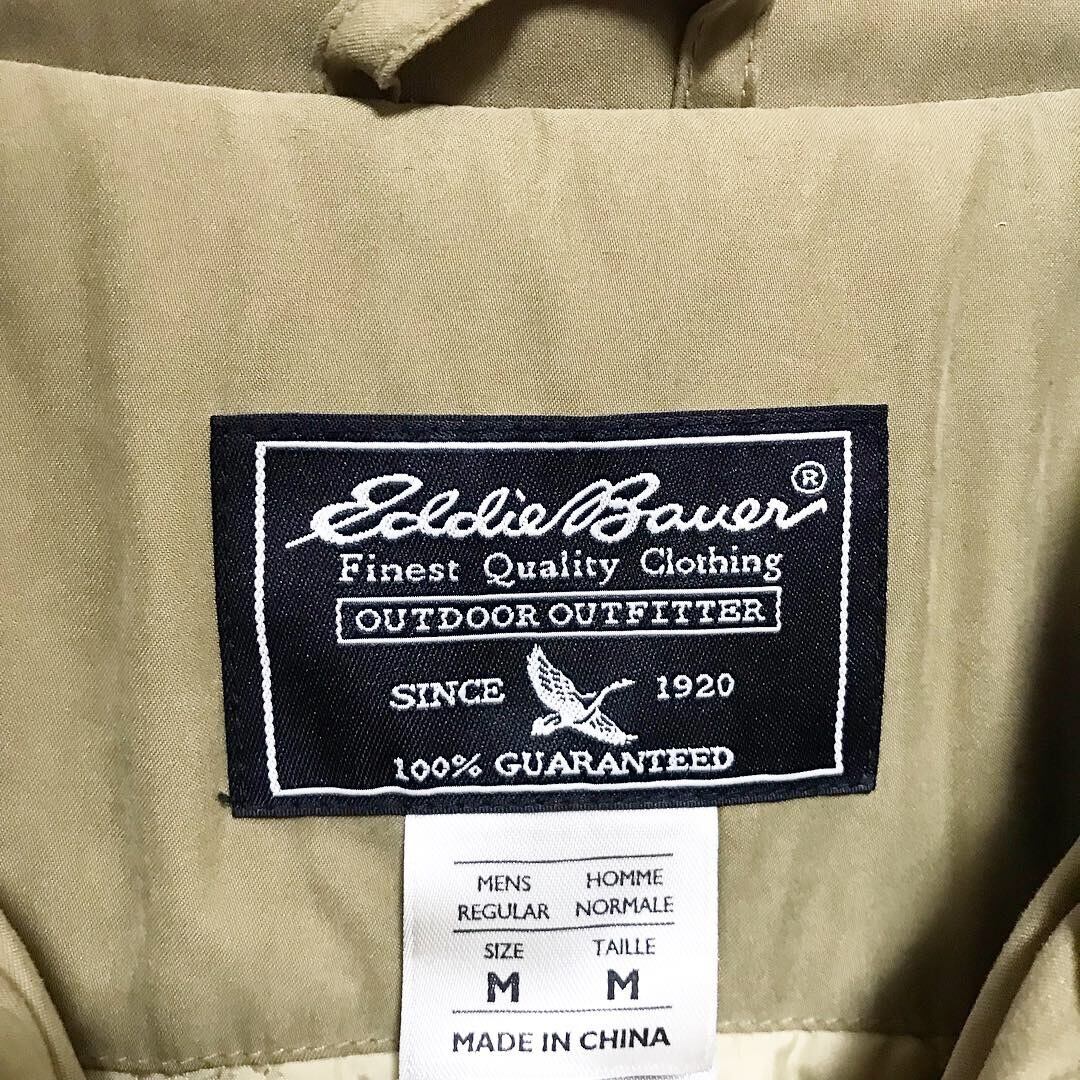 Eddie Bauer®
Finest Quality Clothing
OUTDOOR OUTFITTER
SINCE 1920
100% GUARANTEED
MENS HOMME
REGULAR NORMALE
SIZE TAILLE
M M
MADE IN CHINA